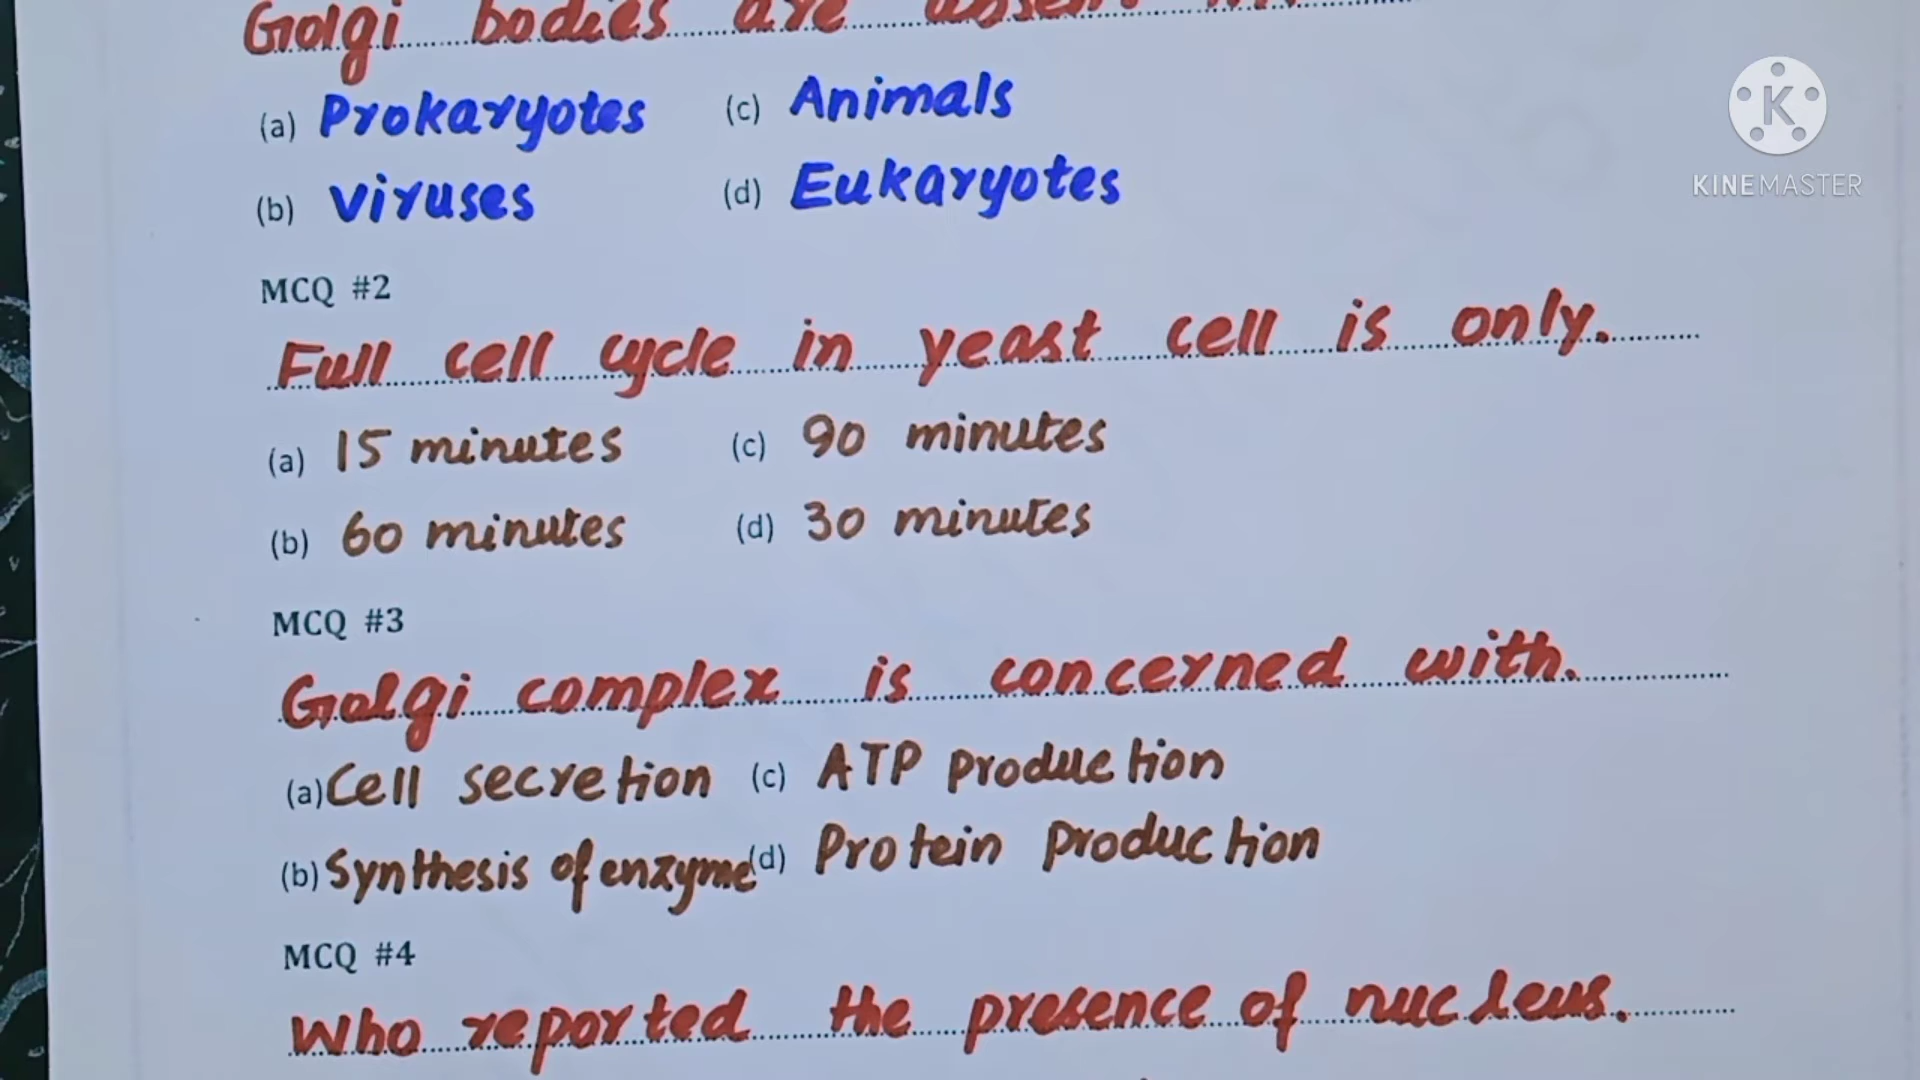 Golgi bodies are absent in
(a) Prokaryotes (c) Animals
(b) Viruses (d) Eukaryotes
MCQ #2
Full cell cycle in yeast cell is only.
(a) 15 minutes (c) 90 minutes
(b) 60 minutes (d) 30 minutes
MCQ #3
Golgi complex is concerned with.
(a) Cell secretion (c) ATP production
(b) Synthesis of enzyme (d) Protein production
MCQ #4
Who reported the presence of nucleus.
K
KINEMASTER